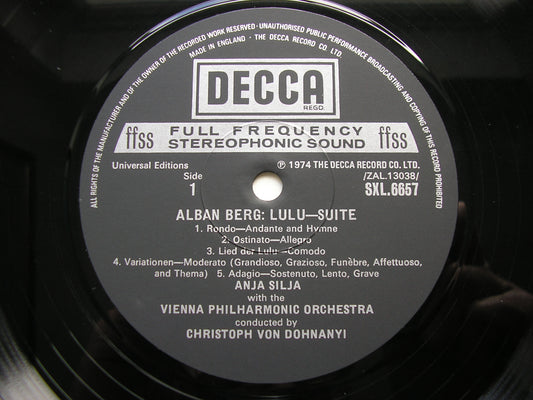 ALL RIGHTS OF THE MANUFACTURER AND OF THE OWNER OF THE RECORDED WORK RESERVED · UNAUTHORISED PUBLIC PERFORMANCE BROADCASTING AND COPYING OF THIS RECORD PROHIBITED
MADE IN ENGLAND · THE DECCA RECORD CO LTD.
DECCA
REGD.
ffss FULL FREQUENCY ffss
STEREOPHONIC SOUND
Universal Editions
℗ 1974 THE DECCA RECORD CO. LTD.
Side
/ZAL.13038/
1
SXL.6657
ALBAN BERG: LULU—SUITE
1. Rondo—Andante and Hymne
2. Ostinato—Allegro
3. Lied der Lulu—Comodo
4. Variationen—Moderato (Grandioso, Grazioso, Funèbre, Affettuoso,
and Thema) 5. Adagio—Sostenuto, Lento, Grave
ANJA SILJA
with the
VIENNA PHILHARMONIC ORCHESTRA
conducted by
CHRISTOPH VON DOHNANYI